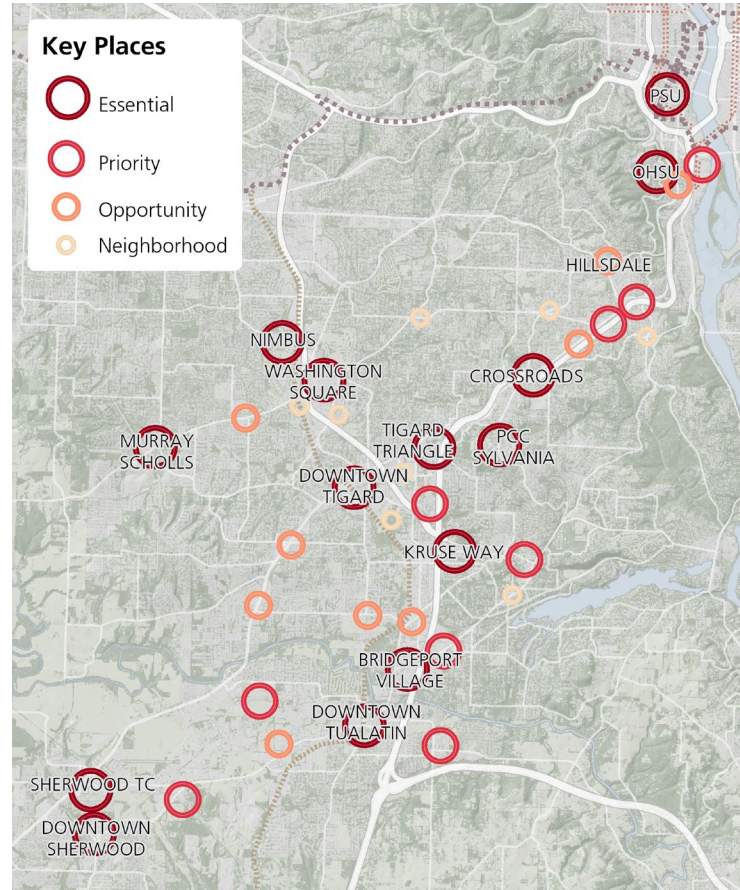 Key Places
Essential
Priority
Opportunity
Neighborhood
PSU
OHSU
HILLSDALE
NIMBUS
WASHINGTON
SQUARE
CROSSROADS
MURRAY
SCHOLLS
TIGARD
TRIANGLE
PCC
SYLVANIA
DOWNTOWN
TIGARD
KRUSE WAY
BRIDGEPORT
VILLAGE
DOWNTOWN
TUALATIN
SHERWOOD TC
DOWNTOWN
SHERWOOD